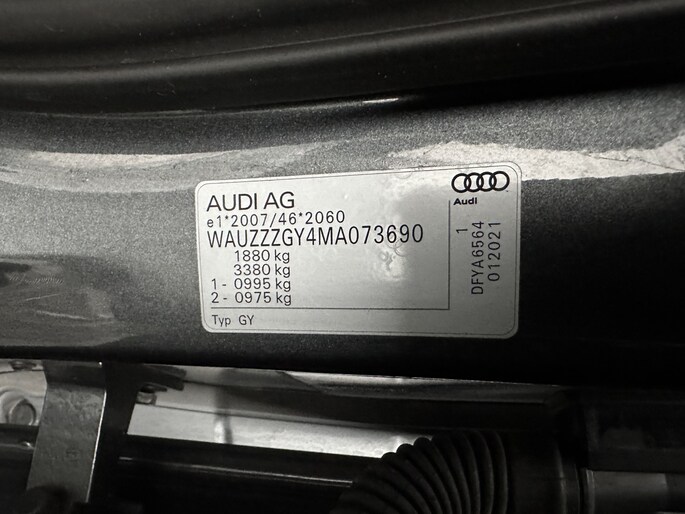 AUDI AG
e1*2007/46*2060
WAUZZZGY4MA073690
1880 kg
3380 kg
1 - 0995 kg
2 - 0975 kg
Typ GY
Audi
DFYA6564 1
012021